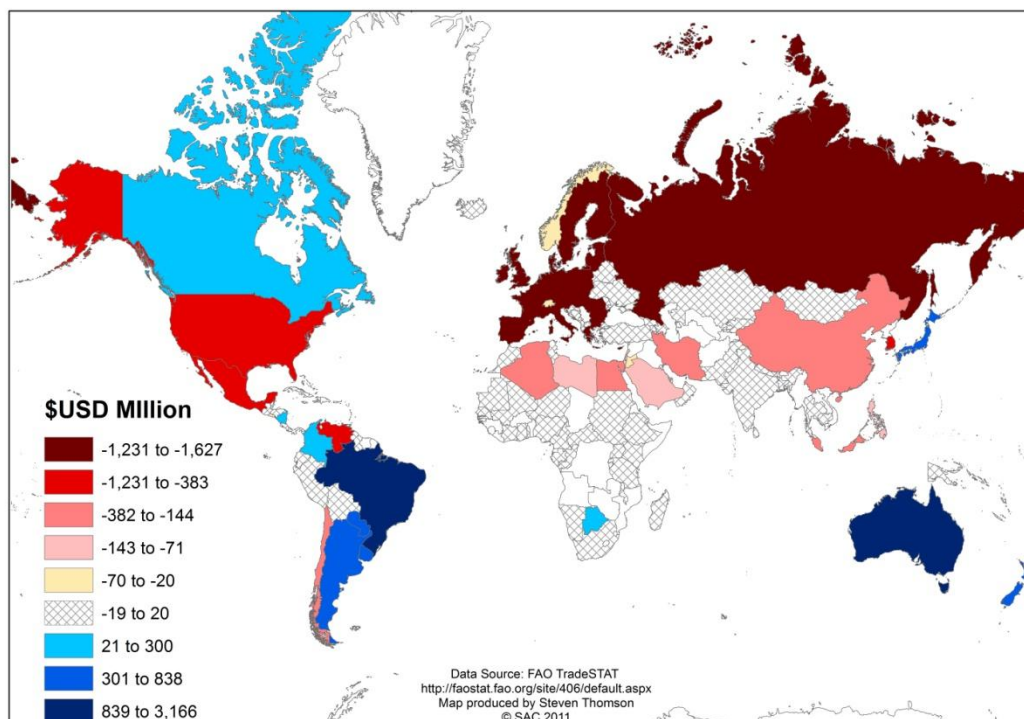 $USD MIllion
-1,231 to -1,627
-1,231 to -383
-382 to -144
-143 to -71
-70 to -20
-19 to 20
21 to 300
301 to 838
839 to 3,166
Data Source: FAO TradeSTAT
http://faostat.fao.org/site/406/default.aspx
Map produced by Steven Thomson
© SAC 2011